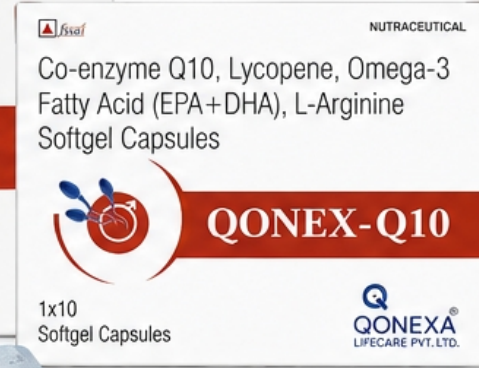 fssai
NUTRACEUTICAL
Co-enzyme Q10, Lycopene, Omega-3
Fatty Acid (EPA+DHA), L-Arginine
Softgel Capsules
QONEX-Q10
1x10
Softgel Capsules
QONEXA®
LIFECARE PVT. LTD.